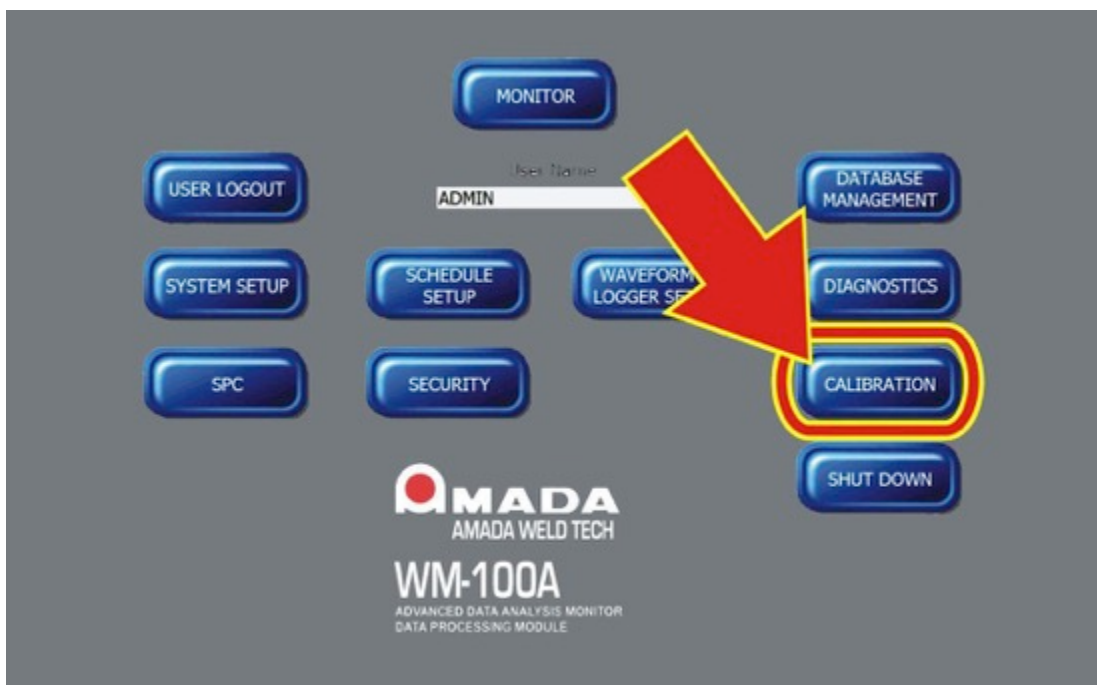 MONITOR
User Name
ADMIN
USER LOGOUT
DATABASE
MANAGEMENT
SYSTEM SETUP
SCHEDULE
SETUP
WAVEFORM
LOGGER
DIAGNOSTICS
SPC
SECURITY
CALIBRATION
SHUT DOWN
AMADA
AMADA WELD TECH
WM-100A
ADVANCED DATA ANALYSIS MONITOR
DATA PROCESSING MODULE